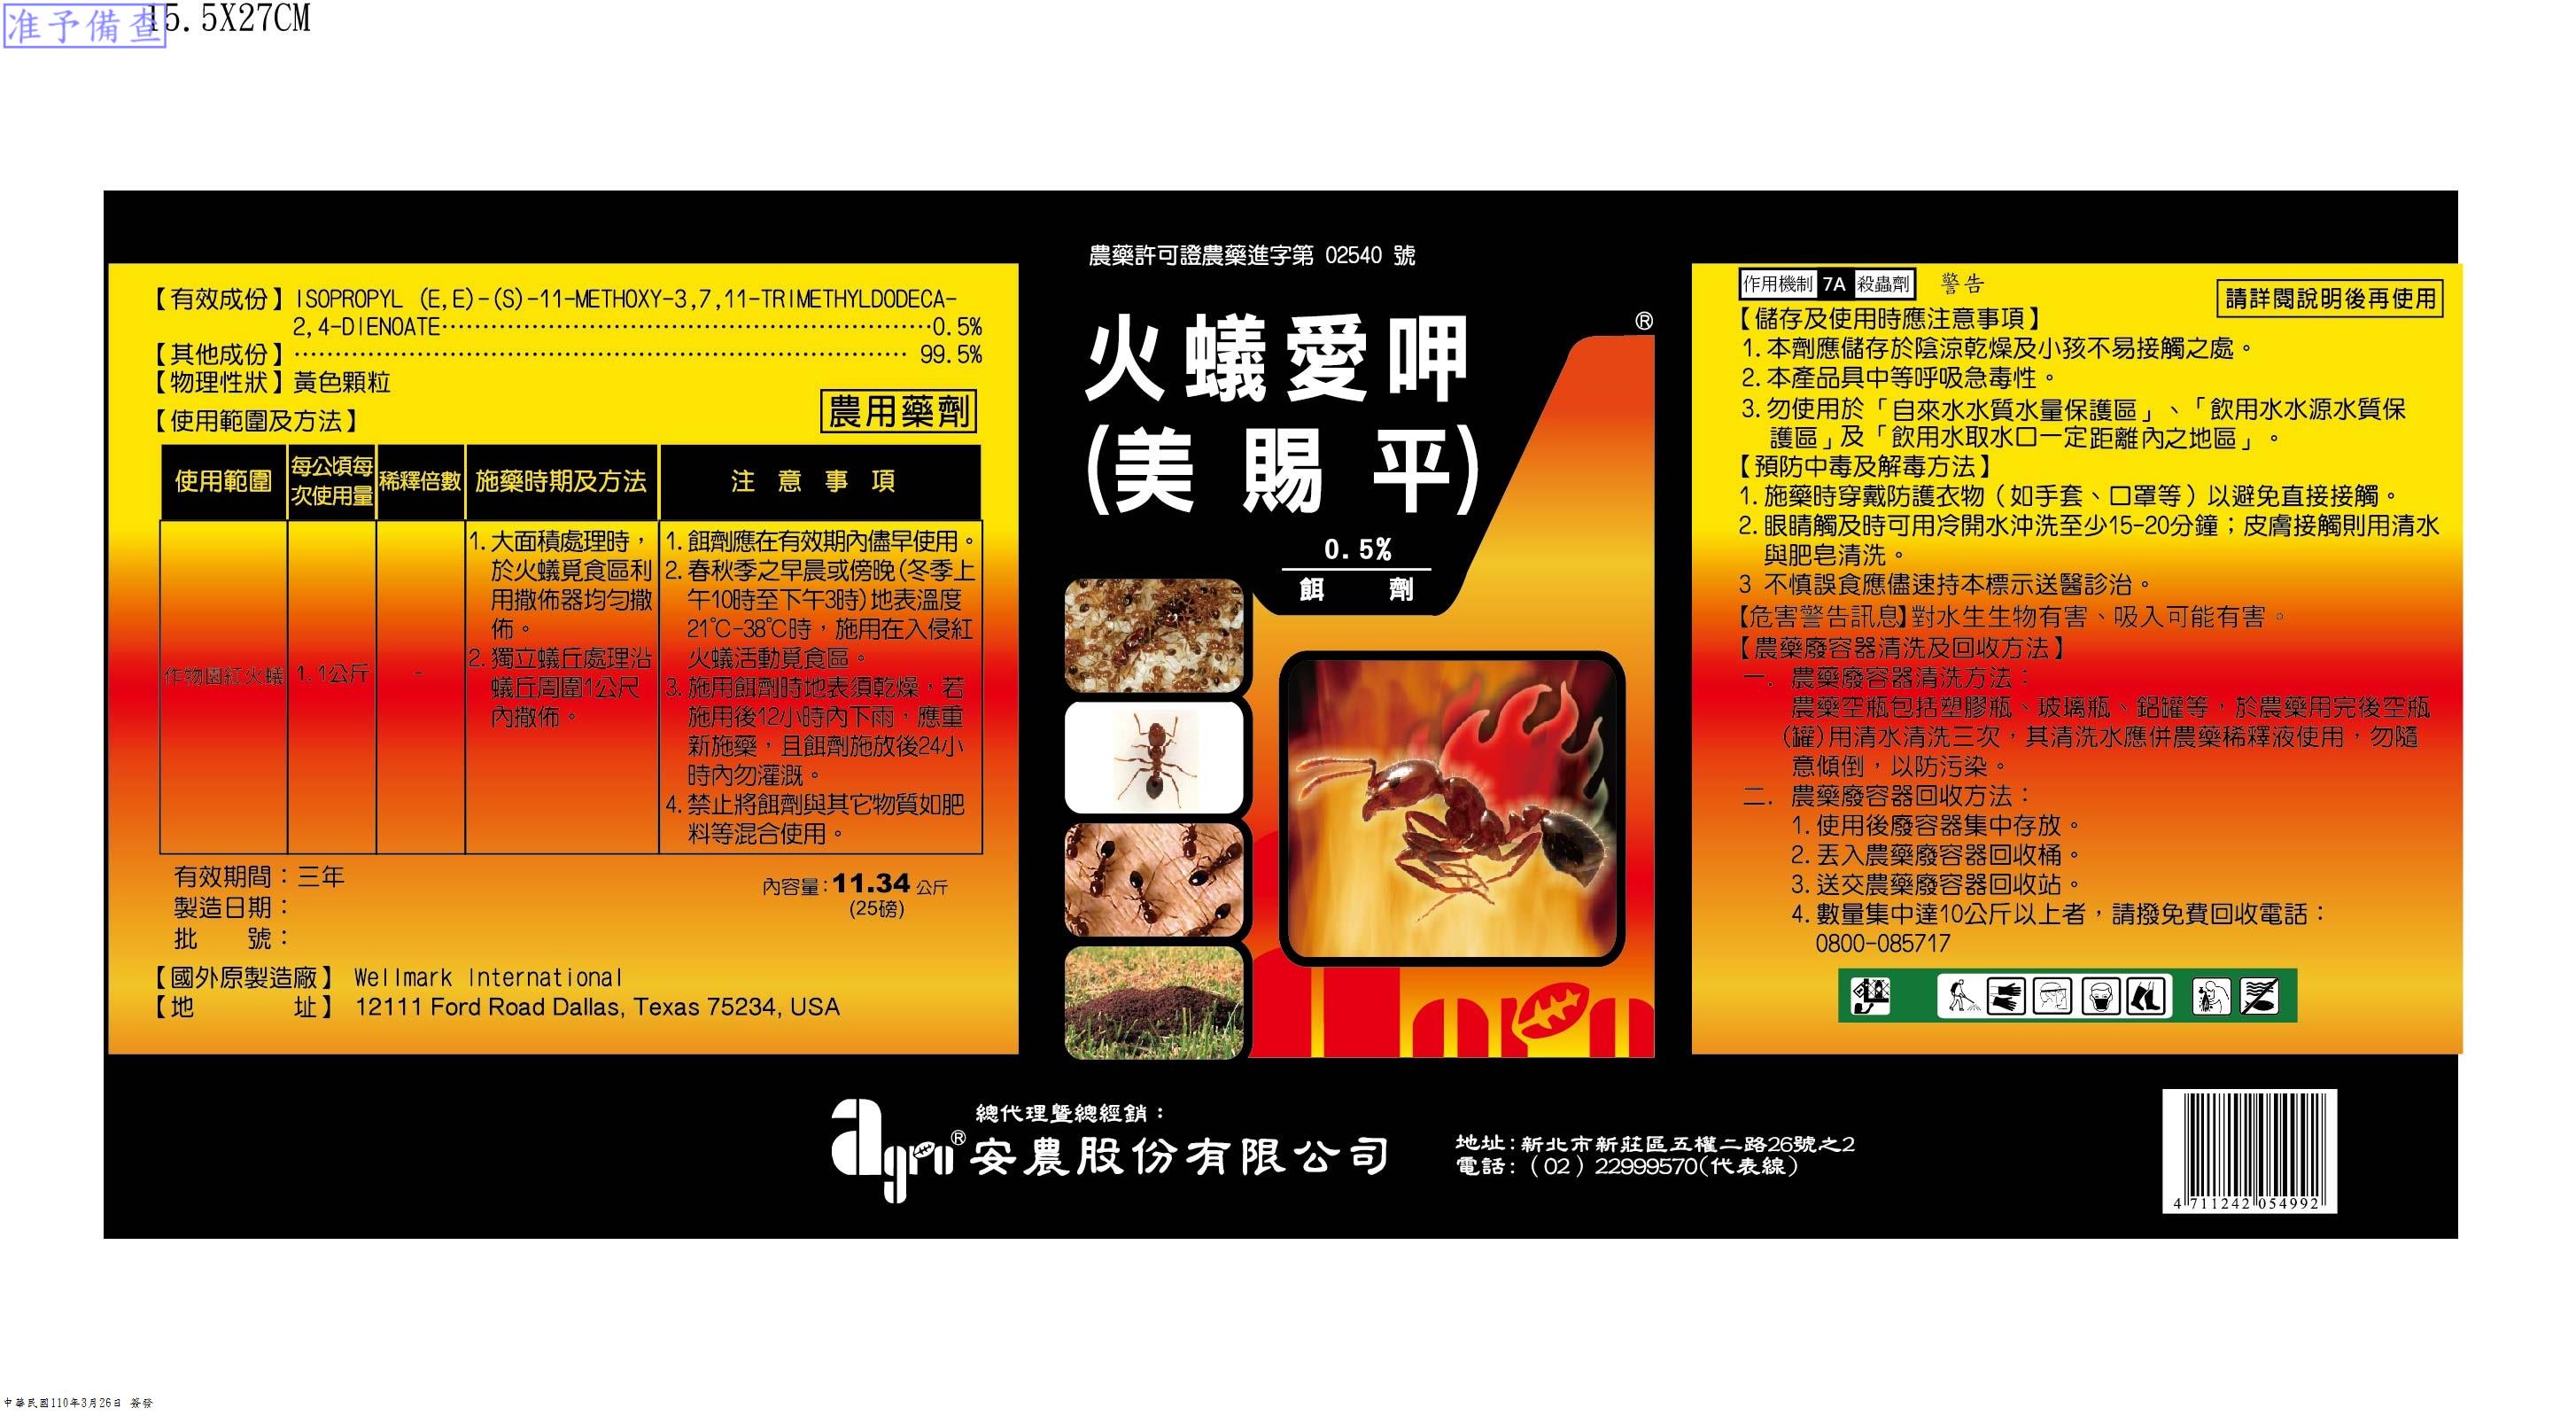 准予備查
15.5X27CM
【有效成份】ISOPROPYL (E,E)-(S)-11-METHOXY-3,7,11-TRIMETHYLDODECA-
2,4-DIENOATE⋯⋯⋯⋯⋯⋯⋯⋯⋯⋯⋯⋯⋯⋯⋯⋯0.5%
【其他成份】⋯⋯⋯⋯⋯⋯⋯⋯⋯⋯⋯⋯⋯⋯⋯⋯⋯⋯⋯⋯ 99.5%
【物理性狀】黃色顆粒
【使用範圍及方法】
農用藥劑
使用範圍
每公頃每
次使用量
稀釋倍數
施藥時期及方法
注 意 事 項
作物園紅火蟻
1.1公斤
-
1.大面積處理時，
於火蟻覓食區利
用撒佈器均勻撒
佈。
2.獨立蟻丘處理沿
蟻丘周圍1公尺
內撒佈。
1.餌劑應在有效期內儘早使用。
2.春秋季之早晨或傍晚(冬季上
午10時至下午3時)地表溫度
21℃-38℃時，施用在入侵紅
火蟻活動覓食區。
3.施用餌劑時地表須乾燥，若
施用後12小時內下雨，應重
新施藥，且餌劑施放後24小
時內勿灌溉。
4.禁止將餌劑與其它物質如肥
料等混合使用。
有效期間：三年
製造日期：
批　　號：
內容量：11.34 公斤
(25磅)
【國外原製造廠】 Wellmark International
【地　　　　址】 12111 Ford Road Dallas, Texas 75234, USA
農藥許可證農藥進字第 02540 號
火蟻愛呷
®
(美 賜 平)
0.5%
餌 劑
作用機制 7A 殺蟲劑
警告
請詳閱說明後再使用
【儲存及使用時應注意事項】
1.本劑應儲存於陰涼乾燥及小孩不易接觸之處。
2.本產品具中等呼吸急毒性。
3.勿使用於「自來水水質水量保護區」、「飲用水水源水質保
護區」及「飲用水取水口一定距離內之地區」。
【預防中毒及解毒方法】
1.施藥時穿戴防護衣物（如手套、口罩等）以避免直接接觸。
2.眼睛觸及時可用冷開水沖洗至少15-20分鐘；皮膚接觸則用清水
與肥皂清洗。
3 不慎誤食應儘速持本標示送醫診治。
【危害警告訊息】對水生生物有害、吸入可能有害。
【農藥廢容器清洗及回收方法】
一. 農藥廢容器清洗方法：
農藥空瓶包括塑膠瓶、玻璃瓶、鋁罐等，於農藥用完後空瓶
(罐)用清水清洗三次，其清洗水應併農藥稀釋液使用，勿隨
意傾倒，以防污染。
二. 農藥廢容器回收方法：
1.使用後廢容器集中存放。
2.丟入農藥廢容器回收桶。
3.送交農藥廢容器回收站。
4.數量集中達10公斤以上者，請撥免費回收電話：
0800-085717
agro®
總代理暨總經銷：
安農股份有限公司
地址：新北市新莊區五權二路26號之2
電話：（02）22999570(代表線)
4 711242 054992
中華民國110年3月26日 簽發